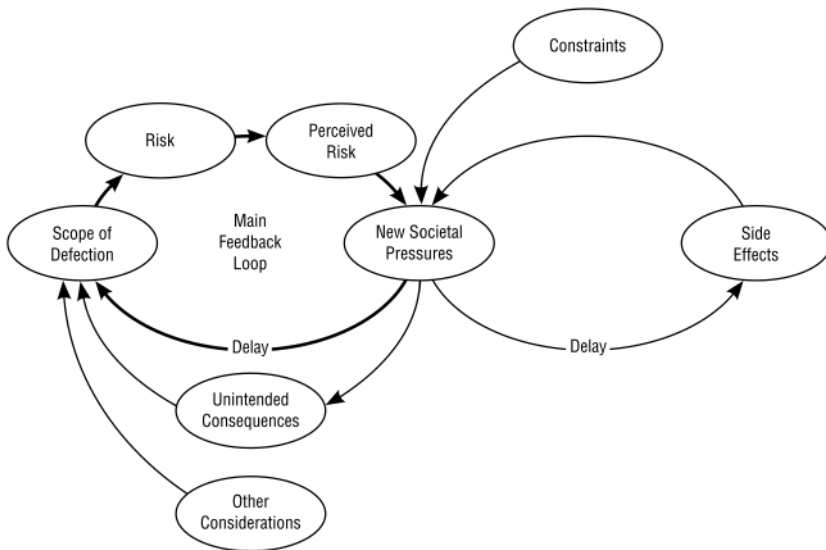 Constraints
Risk
Perceived
Risk
Main
Feedback
Loop
Scope of
Defection
New Societal
Pressures
Side
Effects
Delay
Delay
Unintended
Consequences
Other
Considerations